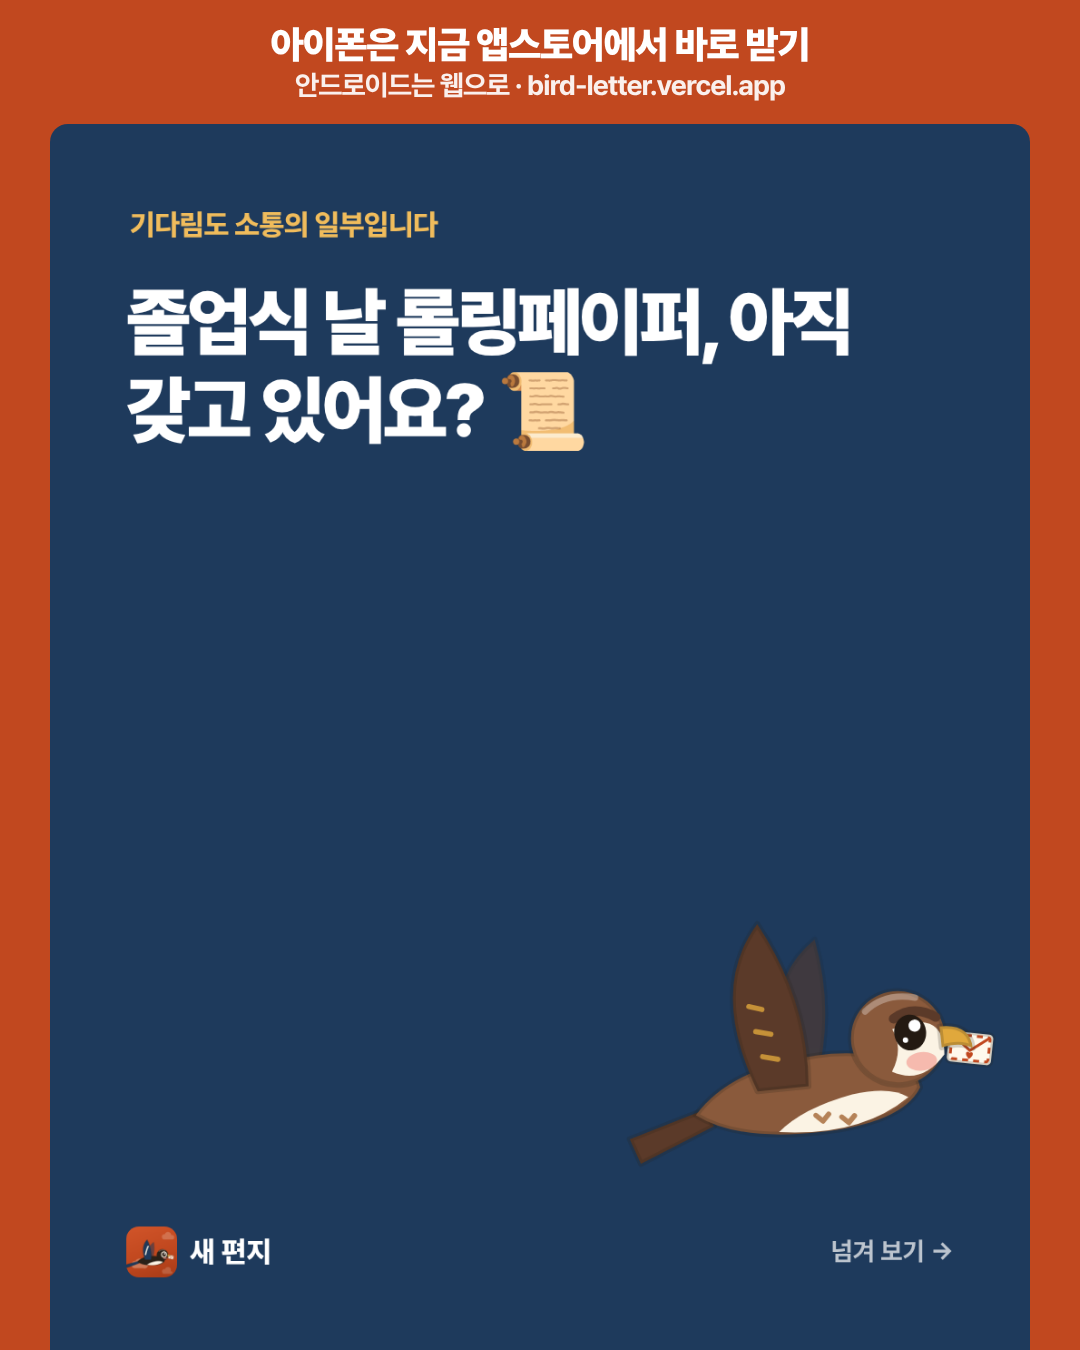 아이폰은 지금 앱스토어에서 바로 받기
안드로이드는 웹으로 · bird-letter.vercel.app
기다림도 소통의 일부입니다
졸업식 날 롤링페이퍼, 아직
갖고 있어요? 📜
새 편지
넘겨 보기 →